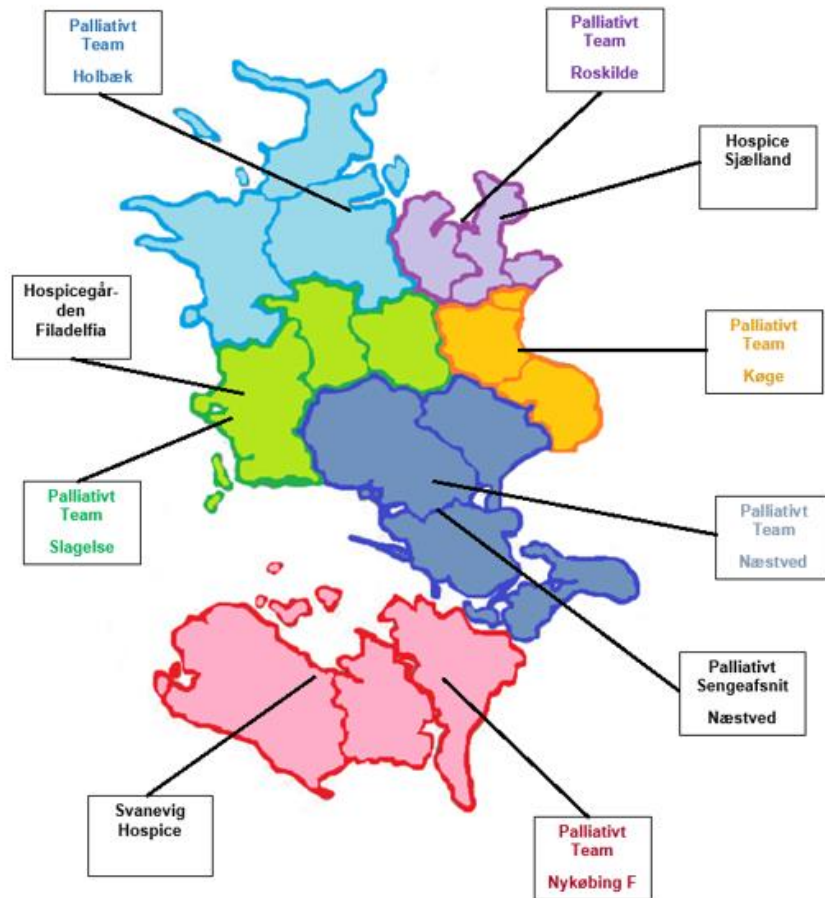 Palliativt
Team
Holbæk
Palliativt
Team
Roskilde
Hospice
Sjælland
Hospicegår-
den
Filadelfia
Palliativt
Team
Køge
Palliativt
Team
Slagelse
Palliativt
Team
Næstved
Palliativt
Sengeafsnit
Næstved
Svanevig
Hospice
Palliativt
Team
Nykøbing F